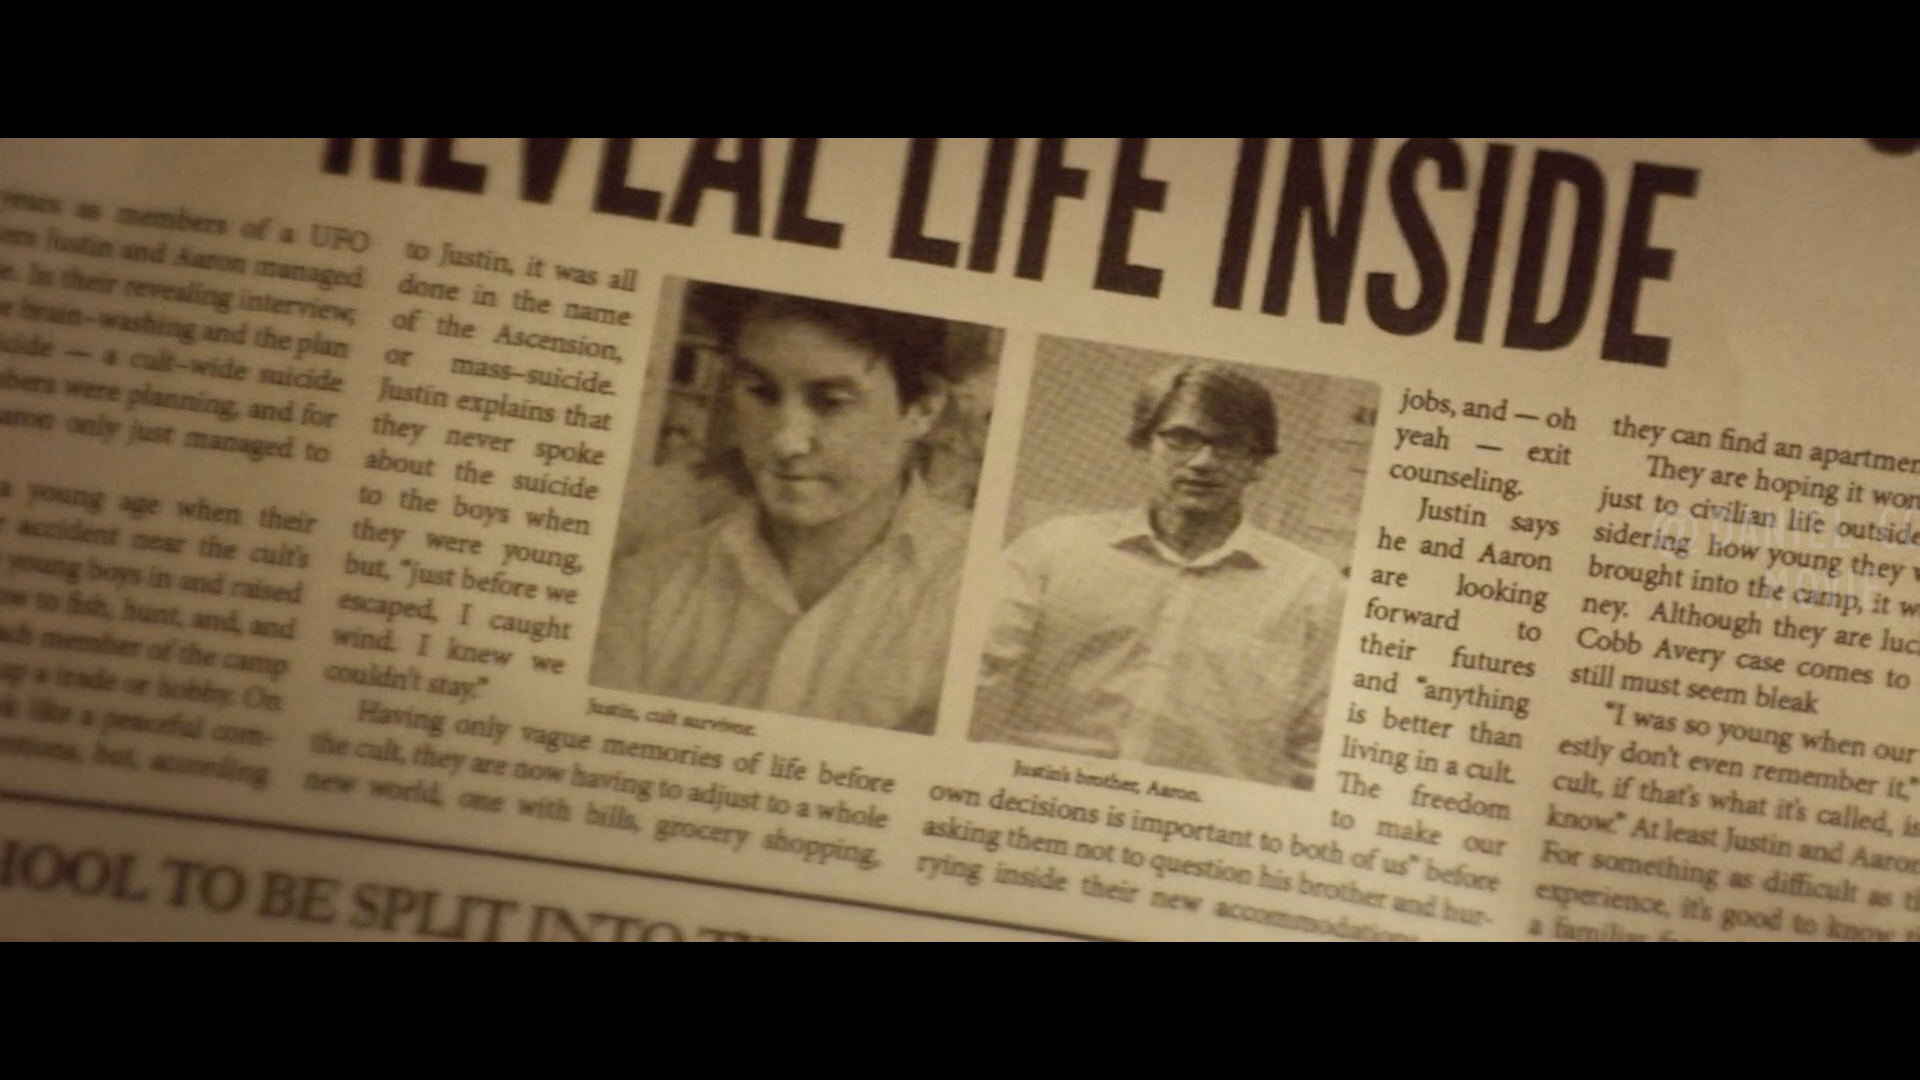 REVEAL LIFE INSIDE
years as members of a UFO
Justin and Aaron managed
In their revealing interview,
brain-washing and the plan
— a cult-wide suicide
were planning, and for
only just managed to
young age when their
accident near the cult's
young boys in and raised
to fish, hunt, and, and
member of the camp
up a trade or hobby. On
like a peaceful com-
but, according
to Justin, it was all
done in the name
of the Ascension,
or mass-suicide.
Justin explains that
they never spoke
about the suicide
to the boys when
they were young,
but, "just before we
escaped, I caught
wind. I knew we
couldn't stay."
Having only vague memories of life before
the cult, they are now having to adjust to a whole
new world, one with bills, grocery shopping,
Justin, cult survivor.
Justin's brother, Aaron.
jobs, and — oh
yeah — exit
counseling.
Justin says
he and Aaron
are looking
forward to
their futures
and "anything
is better than
living in a cult.
The freedom
to make our
own decisions is important to both of us" before
asking them not to question his brother and hur-
rying inside their new accommodations
they can find an apartmen
They are hoping it won
just to civilian life outside
sidering how young they
brought into the camp, it
ney. Although they are luc
Cobb Avery case comes to
still must seem bleak
"I was so young when our
estly don't even remember it,"
cult, if that's what it's called, is
know." At least Justin and Aaron
For something as difficult as
experience, it's good to know
a familiar
HOOL TO BE SPLIT INTO